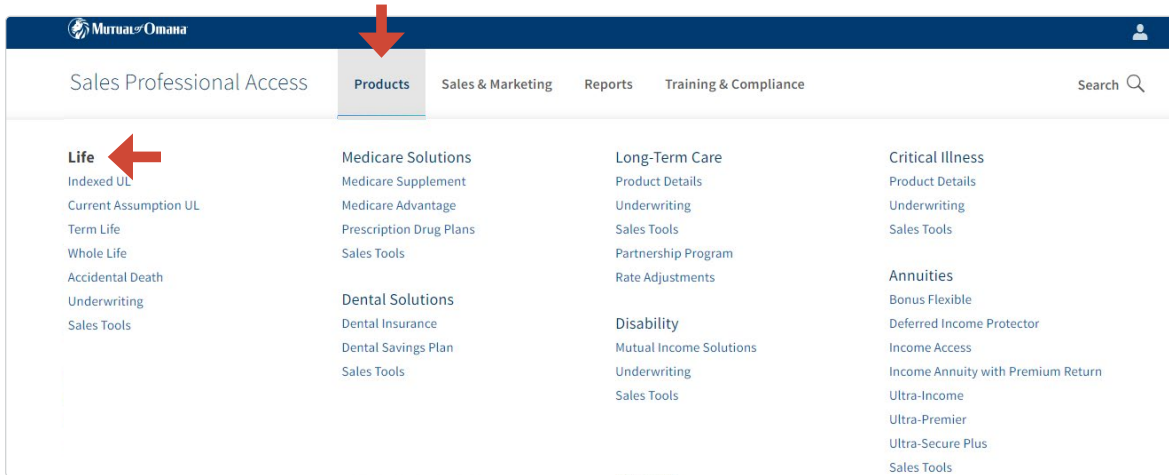 Mutual of Omaha
Sales Professional Access
Products
Sales & Marketing
Reports
Training & Compliance
Search
Life
Indexed UL
Current Assumption UL
Term Life
Whole Life
Accidental Death
Underwriting
Sales Tools
Medicare Solutions
Medicare Supplement
Medicare Advantage
Prescription Drug Plans
Sales Tools
Dental Solutions
Dental Insurance
Dental Savings Plan
Sales Tools
Long-Term Care
Product Details
Underwriting
Sales Tools
Partnership Program
Rate Adjustments
Disability
Mutual Income Solutions
Underwriting
Sales Tools
Critical Illness
Product Details
Underwriting
Sales Tools
Annuities
Bonus Flexible
Deferred Income Protector
Income Access
Income Annuity with Premium Return
Ultra-Income
Ultra-Premier
Ultra-Secure Plus
Sales Tools